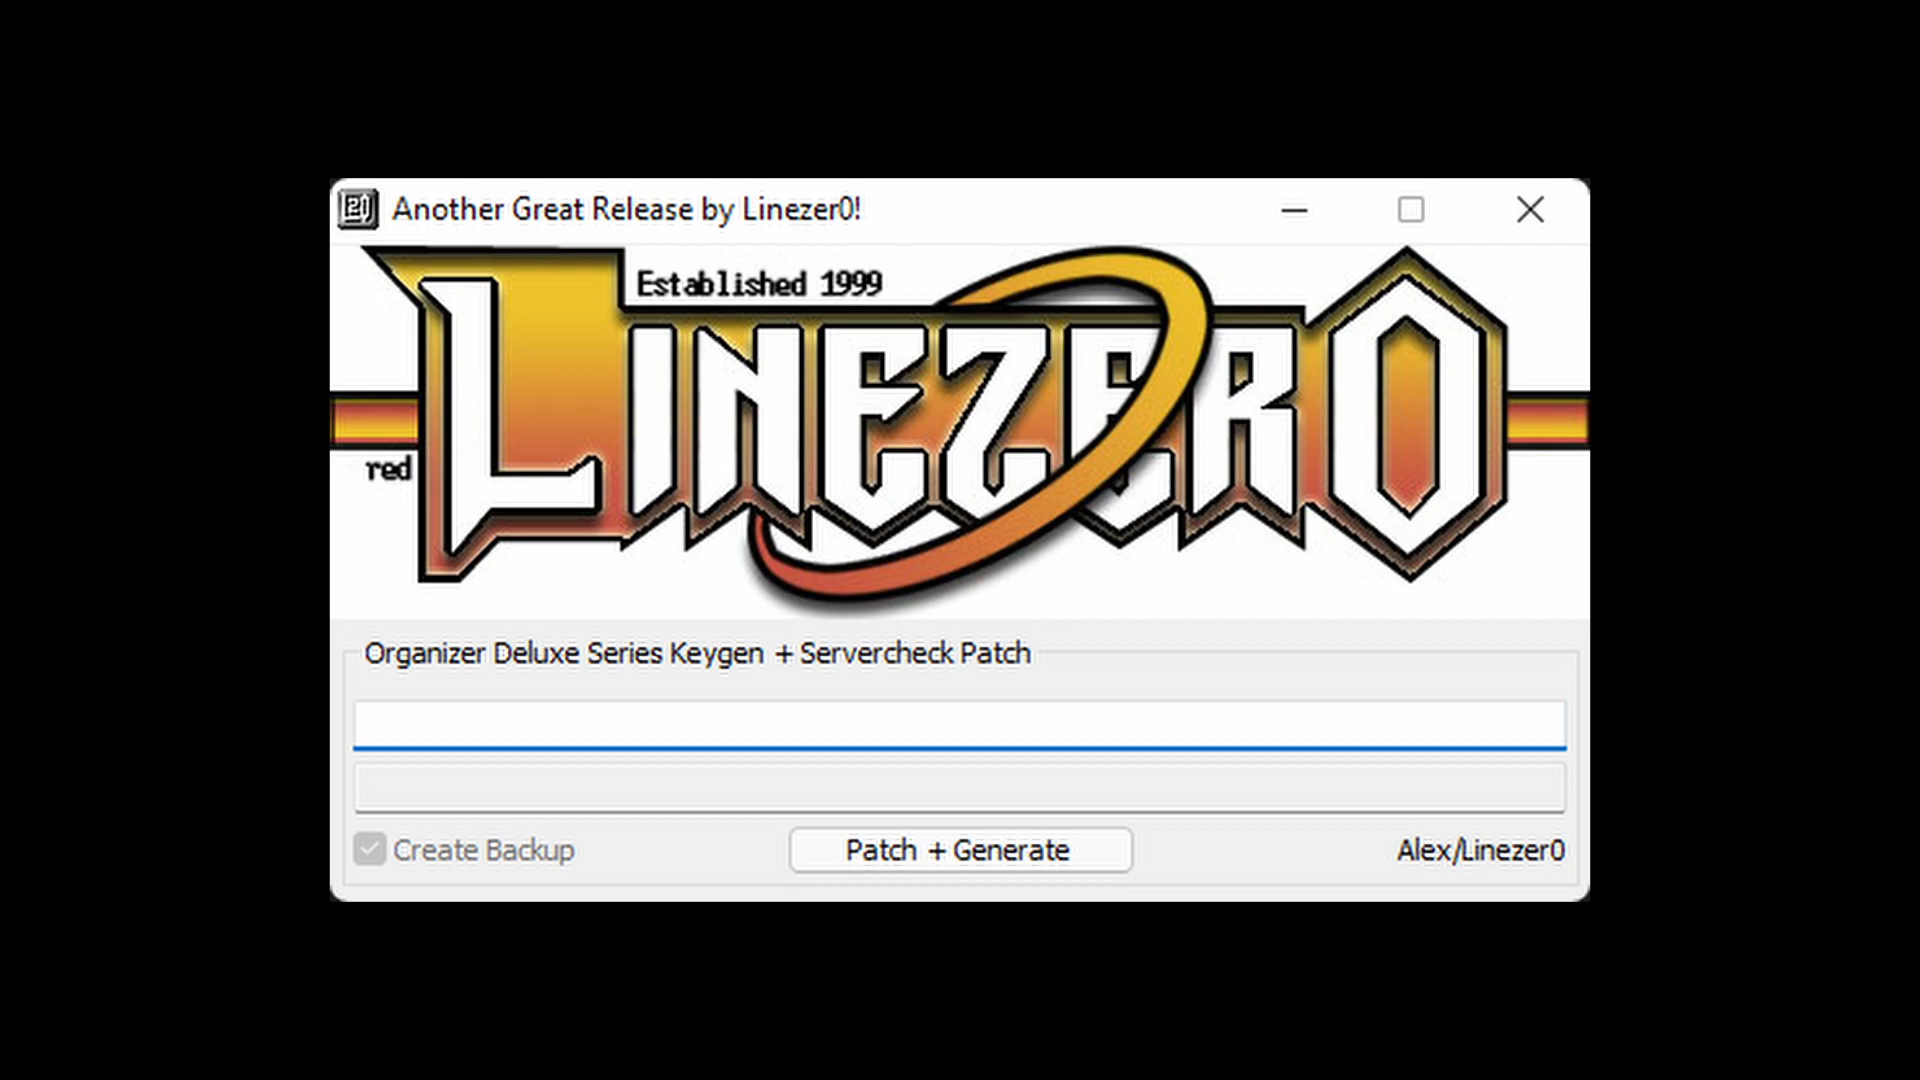 Another Great Release by Linezer0!
Established 1999
LINEZERO
red
Organizer Deluxe Series Keygen + Servercheck Patch
Create Backup
Patch + Generate
Alex/Linezer0